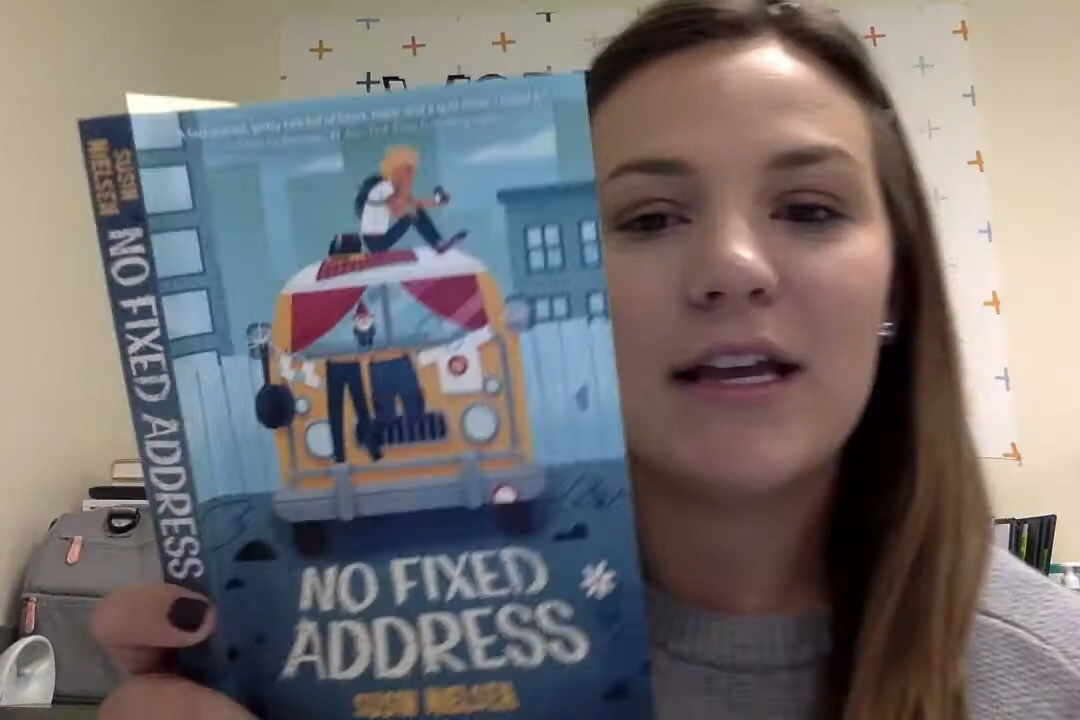 SUSIN
NIELSEN
NO FIXED ADDRESS
NO FIXED
ADDRESS
SUSIN NIELSEN